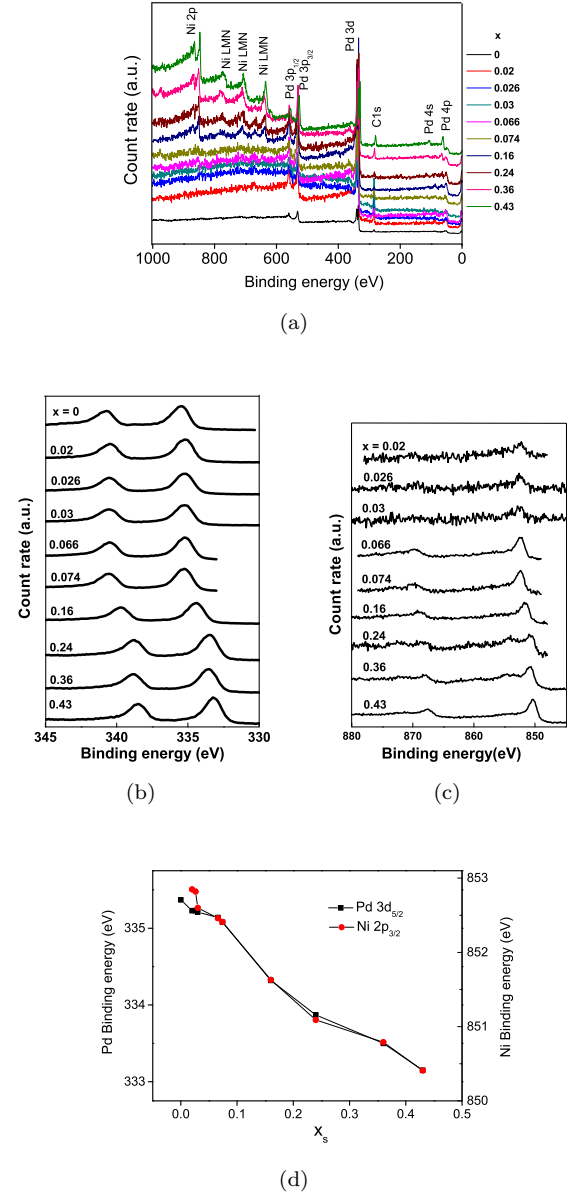 Count rate (a.u.)
Ni 2p
Ni LMN
Ni LMN
Ni LMN
Pd 3p1/2
Pd 3p3/2
Pd 3d
C1s
Pd 4s
Pd 4p
x
0
0.02
0.026
0.03
0.066
0.074
0.16
0.24
0.36
0.43
1000 800 600 400 200 0
Binding energy (eV)
(a)
Count rate (a.u.)
x = 0
0.02
0.026
0.03
0.066
0.074
0.16
0.24
0.36
0.43
345 340 335 330
Binding energy (eV)
(b)
Count rate (a.u.)
x = 0.02
0.026
0.03
0.066
0.074
0.16
0.24
0.36
0.43
880 870 860 850
Binding energy(eV)
(c)
Pd Binding energy (eV)
335
334
333
Pd 3d5/2
Ni 2p3/2
853
852
851
850
Ni Binding energy (eV)
0.0 0.1 0.2 0.3 0.4 0.5
xs
(d)